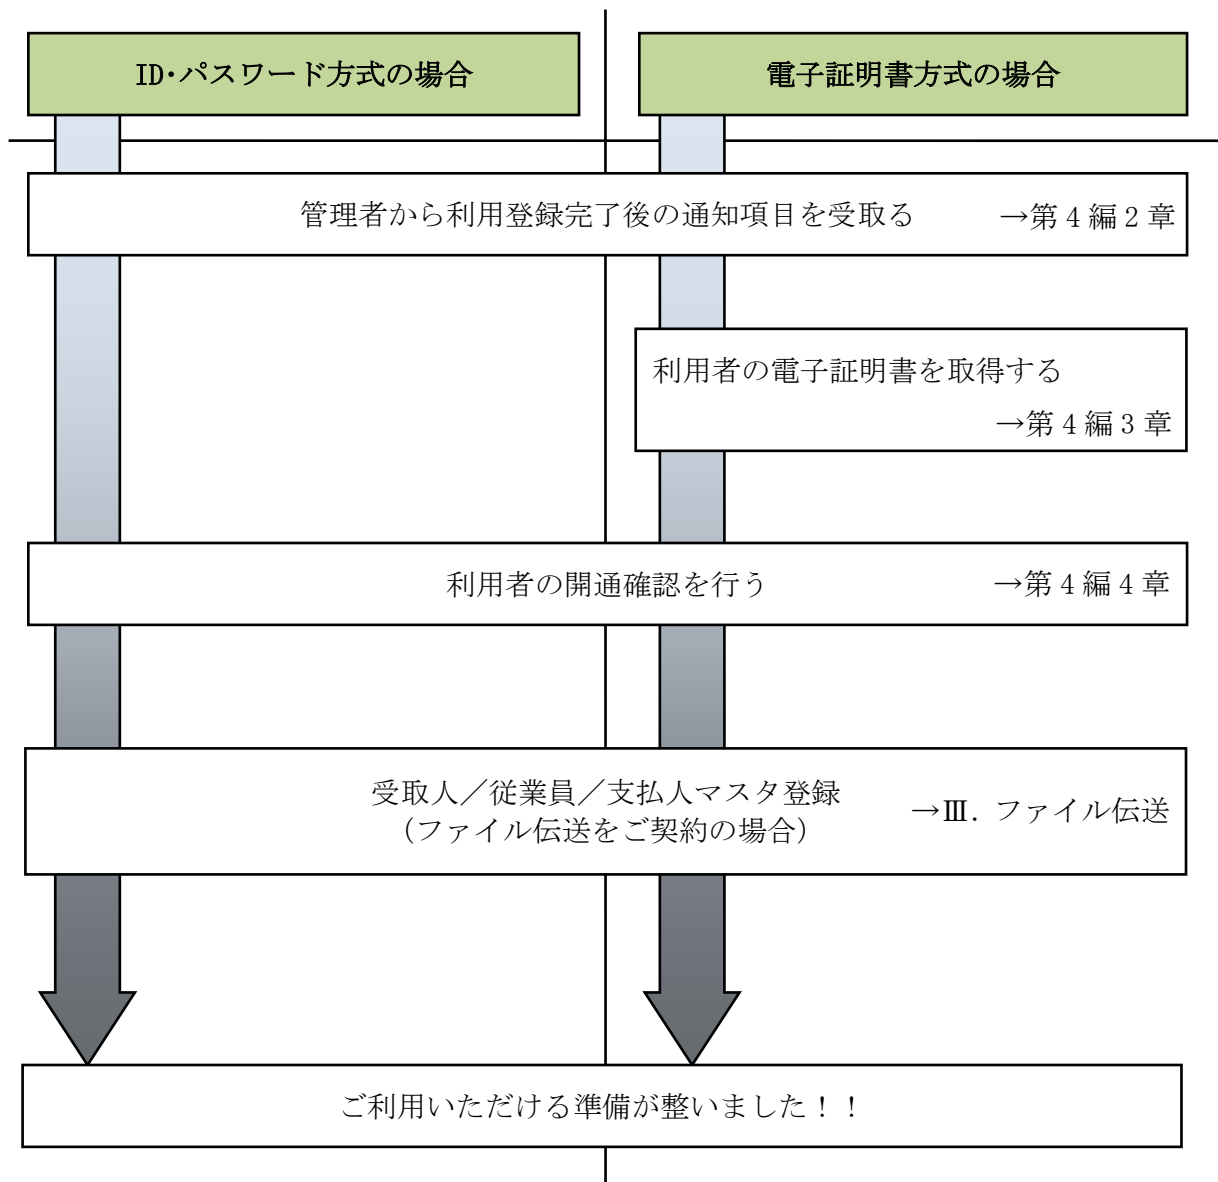 ID･パスワード方式の場合
電子証明書方式の場合
管理者から利用登録完了後の通知項目を受取る →第４編２章
利用者の電子証明書を取得する
→第４編３章
利用者の開通確認を行う →第４編４章
受取人／従業員／支払人マスタ登録
（ファイル伝送をご契約の場合）
→Ⅲ．ファイル伝送
ご利用いただける準備が整いました！！